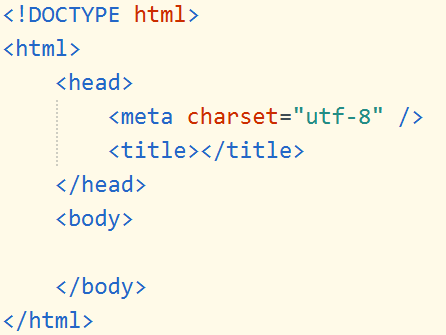 <!DOCTYPE html>
<html>
    <head>
        <meta charset="utf-8" />
        <title></title>
    </head>
    <body>

    </body>
</html>